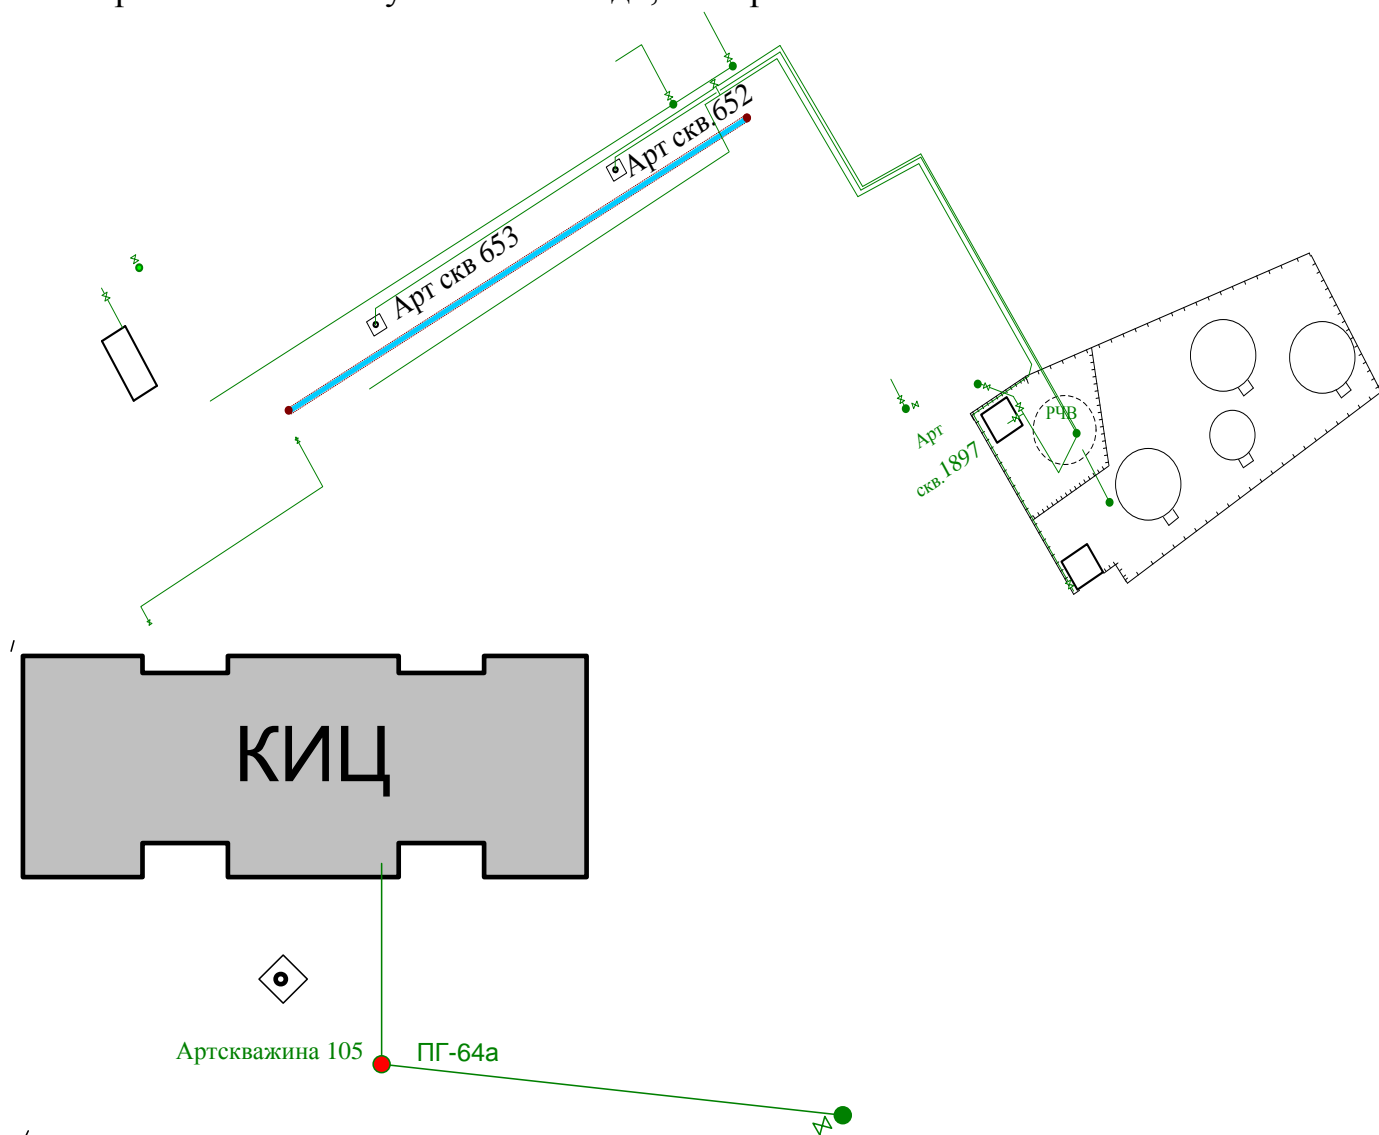 Арт скв.652
Арт скв 653
РЧВ
Арт
скв.1897
КИЦ
Артскважина 105
ПГ-64а